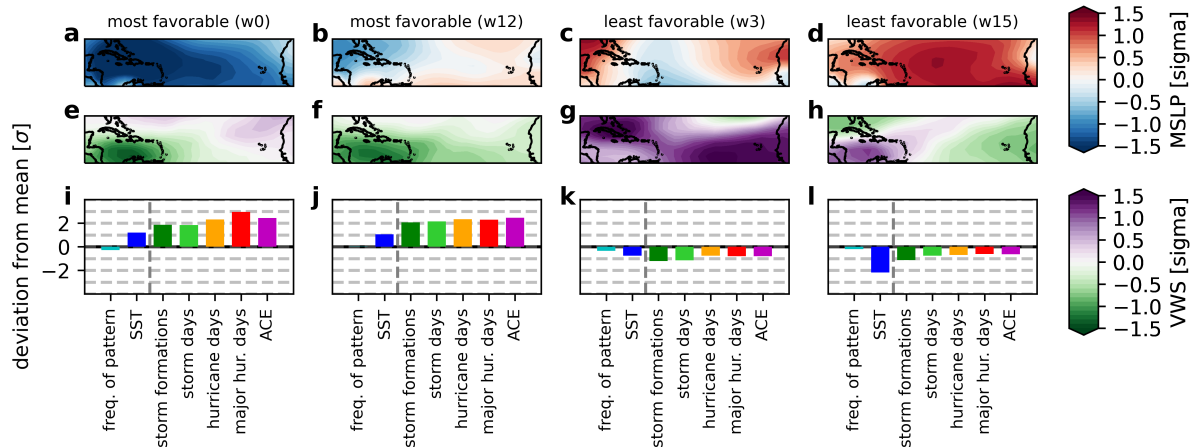 most favorable (w0)
most favorable (w12)
least favorable (w3)
least favorable (w15)
a
b
c
d
1.5
1.0
0.5
0.0
−0.5
−1.0
−1.5
MSLP [sigma]
e
f
g
h
deviation from mean [σ]
i
j
k
l
2
0
−2
1.5
1.0
0.5
0.0
−0.5
−1.0
−1.5
VWS [sigma]
freq. of pattern
SST
storm formations
storm days
hurricane days
major hur. days
ACE
freq. of pattern
SST
storm formations
storm days
hurricane days
major hur. days
ACE
freq. of pattern
SST
storm formations
storm days
hurricane days
major hur. days
ACE
freq. of pattern
SST
storm formations
storm days
hurricane days
major hur. days
ACE